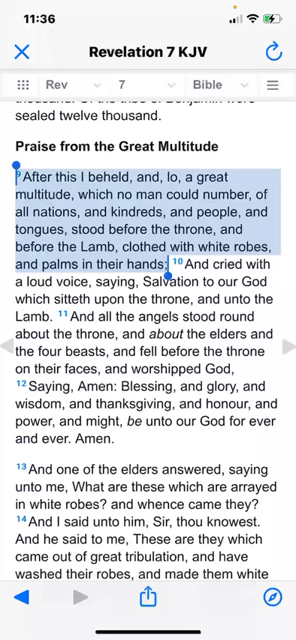 11:36
Revelation 7 KJV
Rev 7 Bible
sealed twelve thousand.
Praise from the Great Multitude
9 After this I beheld, and, lo, a great
multitude, which no man could number, of
all nations, and kindreds, and people, and
tongues, stood before the throne, and
before the Lamb, clothed with white robes,
and palms in their hands; 10 And cried with
a loud voice, saying, Salvation to our God
which sitteth upon the throne, and unto the
Lamb. 11 And all the angels stood round
about the throne, and about the elders and
the four beasts, and fell before the throne
on their faces, and worshipped God,
12 Saying, Amen: Blessing, and glory, and
wisdom, and thanksgiving, and honour, and
power, and might, be unto our God for ever
and ever. Amen.
13 And one of the elders answered, saying
unto me, What are these which are arrayed
in white robes? and whence came they?
14 And I said unto him, Sir, thou knowest.
And he said to me, These are they which
came out of great tribulation, and have
washed their robes, and made them white